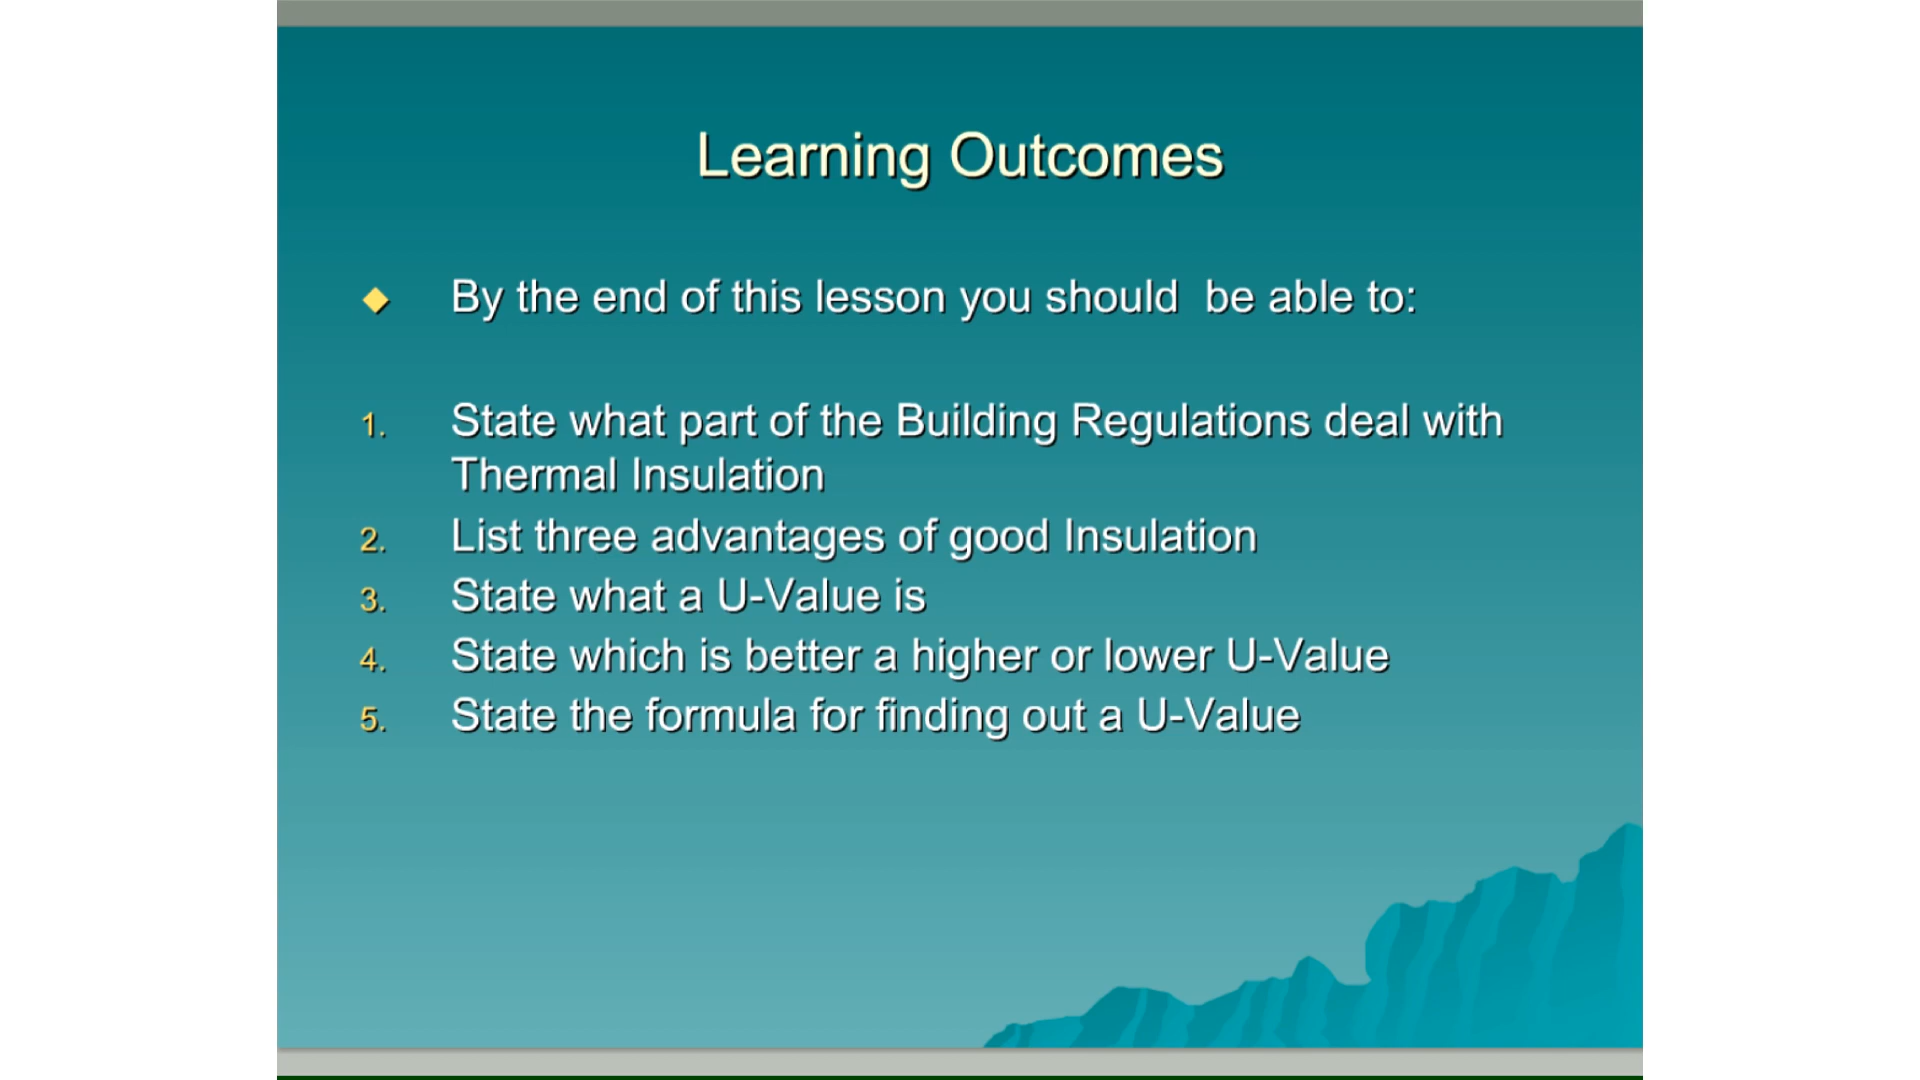 Learning Outcomes
By the end of this lesson you should  be able to:
1. State what part of the Building Regulations deal with
Thermal Insulation
2. List three advantages of good Insulation
3. State what a U-Value is
4. State which is better a higher or lower U-Value
5. State the formula for finding out a U-Value